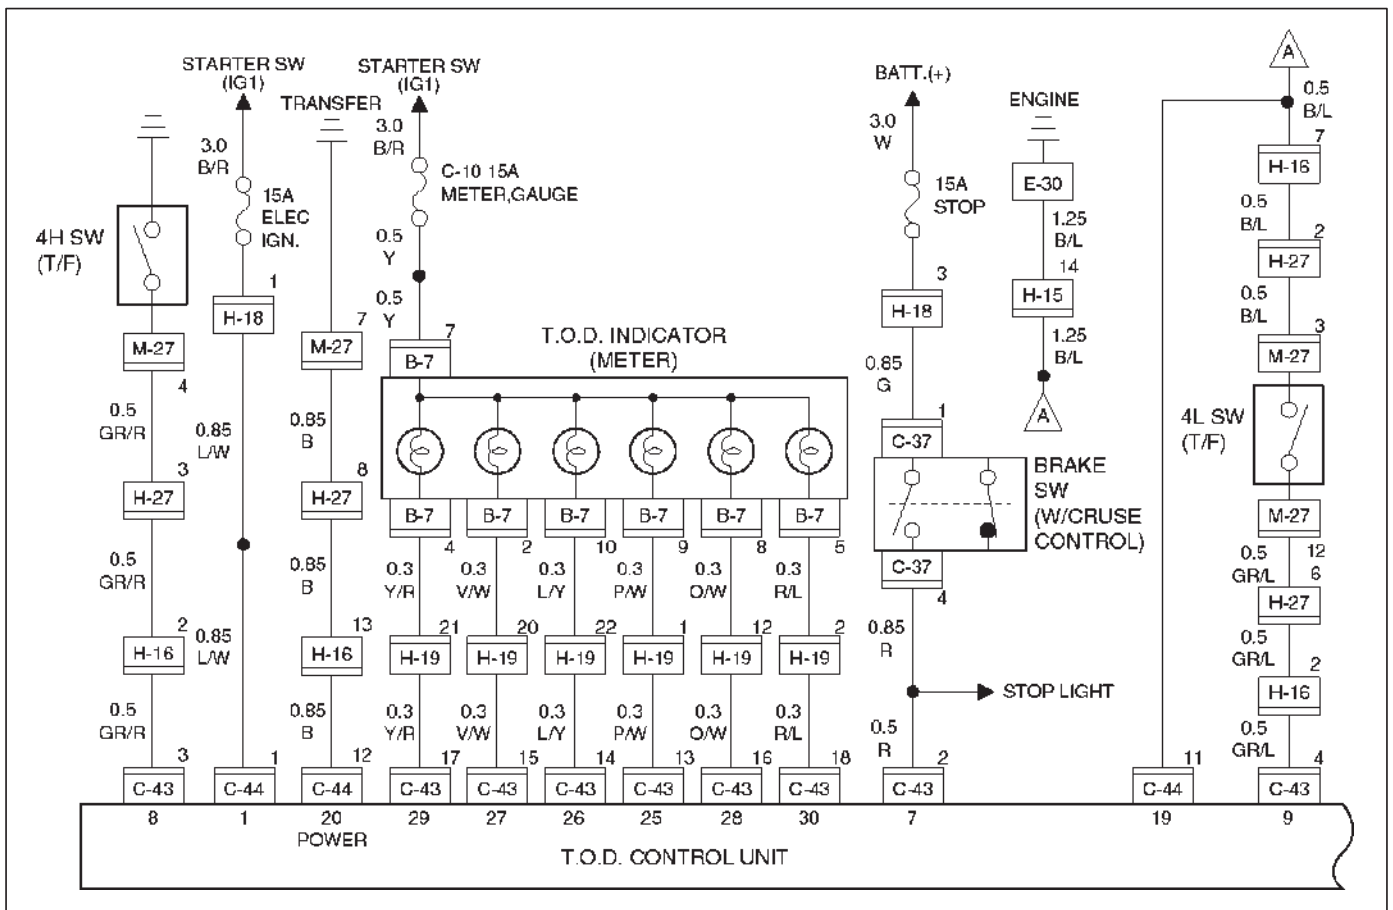 STARTER SW
(IG1)
STARTER SW
(IG1)
BATT.(+)
A
TRANSFER
ENGINE
0.5
B/L
3.0
B/R
3.0
B/R
3.0
W
7
H-16
C-10 15A
METER,GAUGE
15A
ELEC
IGN.
15A
STOP
E-30
1.25
B/L
0.5
B/L
4H SW
(T/F)
0.5
Y
2
H-27
1
H-18
3
H-18
14
H-15
0.5
B/L
0.5
Y
7
M-27
7
B-7
T.O.D. INDICATOR
(METER)
1.25
B/L
3
M-27
M-27
4
0.85
G
A
4L SW
(T/F)
0.5
GR/R
0.85
L/W
0.85
B
1
C-37
BRAKE
SW
(W/CRUSE
CONTROL)
3
H-27
8
H-27
B-7
4
B-7
2
B-7
10
B-7
9
B-7
8
B-7
5
M-27
12
C-37
4
0.5
GR/R
0.85
B
0.3
Y/R
0.3
V/W
0.3
L/Y
0.3
P/W
0.3
O/W
0.3
R/L
0.5
GR/L
6
H-27
2
H-16
0.85
L/W
13
H-16
21
H-19
20
H-19
22
H-19
1
H-19
12
H-19
2
H-19
0.85
R
0.5
GR/L
2
H-16
STOP LIGHT
0.5
GR/R
0.85
B
0.3
Y/R
0.3
V/W
0.3
L/Y
0.3
P/W
0.3
O/W
0.3
R/L
0.5
R
0.5
GR/L
3
C-43
1
C-44
12
C-44
17
C-43
15
C-43
14
C-43
13
C-43
16
C-43
18
C-43
2
C-43
11
C-44
4
C-43
8
1
20
29
27
26
25
28
30
7
19
9
POWER
T.O.D. CONTROL UNIT